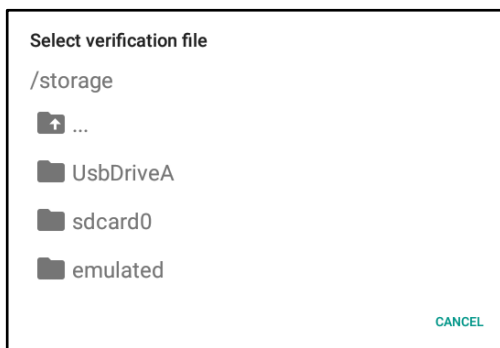 Select verification file
/storage
...
UsbDriveA
sdcard0
emulated
CANCEL